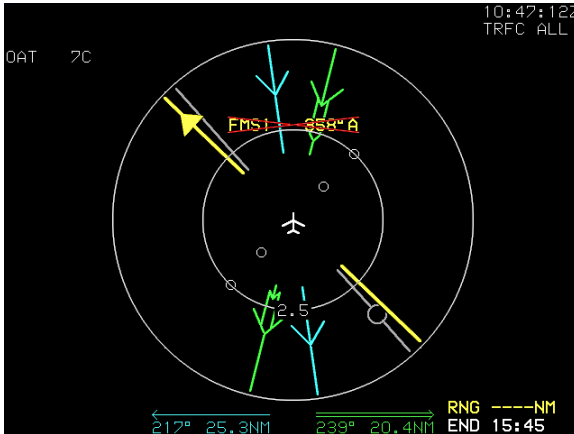 10:47:12Z
TRFC ALL
OAT 7C
FMS1 358°A
2.5
RNG ----NM
217° 25.3NM 239° 20.4NM END 15:45